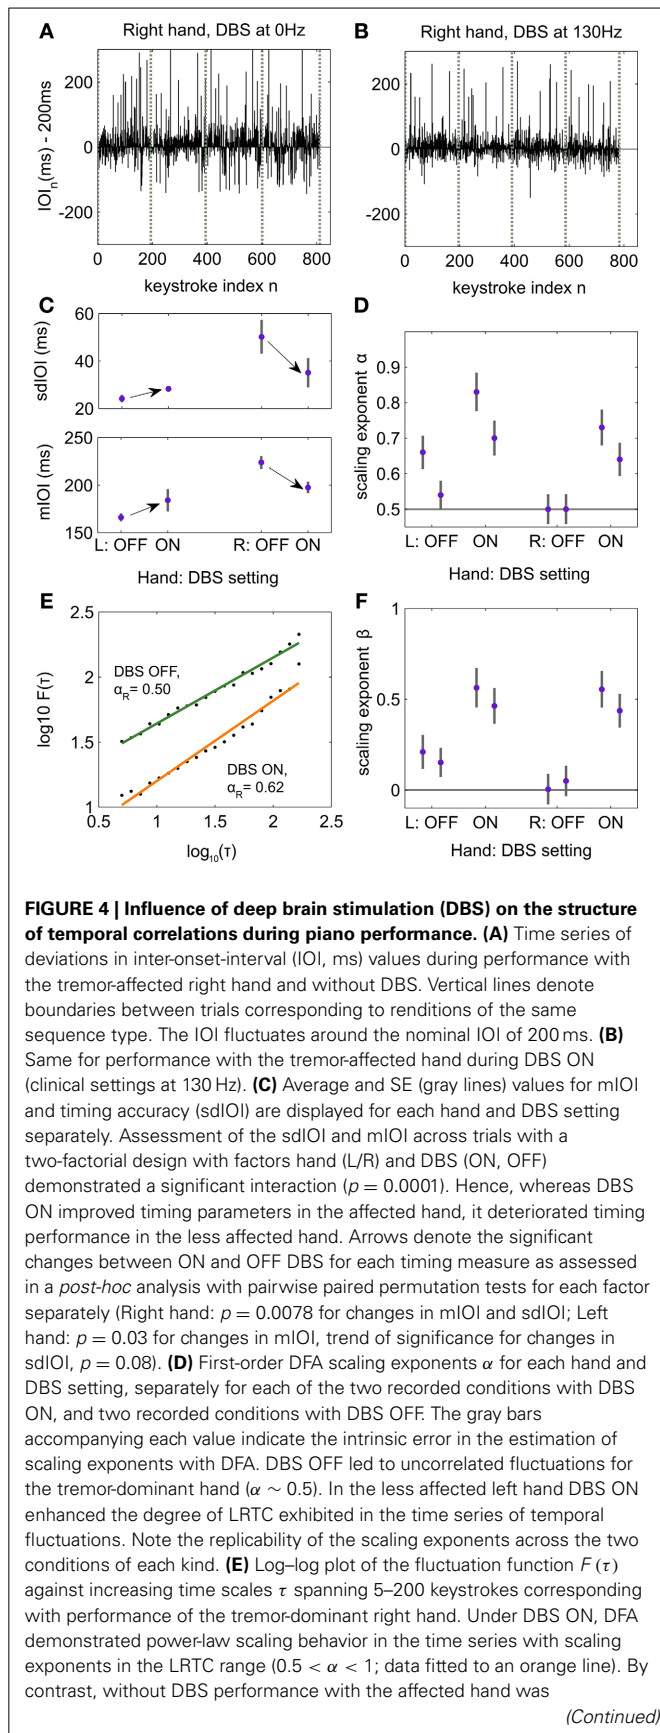 A Right hand, DBS at 0Hz
IOIn(ms) - 200ms
200
0
-200
0 200 400 600 800
keystroke index n
B Right hand, DBS at 130Hz
200
0
-200
0 200 400 600 800
keystroke index n
C
sdIOI (ms)
60
40
20
mIOI (ms)
250
200
150
L: OFF ON R: OFF ON
Hand: DBS setting
D
scaling exponent α
0.9
0.8
0.7
0.6
0.5
L: OFF ON R: OFF ON
Hand: DBS setting
E
log10 F(τ)
2.5
2
1.5
1
DBS OFF,
αR= 0.50
DBS ON,
αR= 0.62
0.5 1 1.5 2 2.5
log10(τ)
F
scaling exponent β
1
0.5
0
L: OFF ON R: OFF ON
Hand: DBS setting
FIGURE 4 | Influence of deep brain stimulation (DBS) on the structure
of temporal correlations during piano performance. (A) Time series of
deviations in inter-onset-interval (IOI, ms) values during performance with
the tremor-affected right hand and without DBS. Vertical lines denote
boundaries between trials corresponding to renditions of the same
sequence type. The IOI fluctuates around the nominal IOI of 200 ms. (B)
Same for performance with the tremor-affected hand during DBS ON
(clinical settings at 130 Hz). (C) Average and SE (gray lines) values for mIOI
and timing accuracy (sdIOI) are displayed for each hand and DBS setting
separately. Assessment of the sdIOI and mIOI across trials with a
two-factorial design with factors hand (L/R) and DBS (ON, OFF)
demonstrated a significant interaction (p = 0.0001). Hence, whereas DBS
ON improved timing parameters in the affected hand, it deteriorated timing
performance in the less affected hand. Arrows denote the significant
changes between ON and OFF DBS for each timing measure as assessed
in a post-hoc analysis with pairwise paired permutation tests for each factor
separately (Right hand: p = 0.0078 for changes in mIOI and sdIOI; Left
hand: p = 0.03 for changes in mIOI, trend of significance for changes in
sdIOI, p = 0.08). (D) First-order DFA scaling exponents α for each hand and
DBS setting, separately for each of the two recorded conditions with DBS
ON, and two recorded conditions with DBS OFF. The gray bars
accompanying each value indicate the intrinsic error in the estimation of
scaling exponents with DFA. DBS OFF led to uncorrelated fluctuations for
the tremor-dominant hand (α ∼ 0.5). In the less affected left hand DBS ON
enhanced the degree of LRTC exhibited in the time series of temporal
fluctuations. Note the replicability of the scaling exponents across the two
conditions of each kind. (E) Log–log plot of the fluctuation function F(τ)
against increasing time scales τ spanning 5–200 keystrokes corresponding
with performance of the tremor-dominant right hand. Under DBS ON, DFA
demonstrated power-law scaling behavior in the time series with scaling
exponents in the LRTC range (0.5 < α < 1; data fitted to an orange line). By
contrast, without DBS performance with the affected hand was
(Continued)